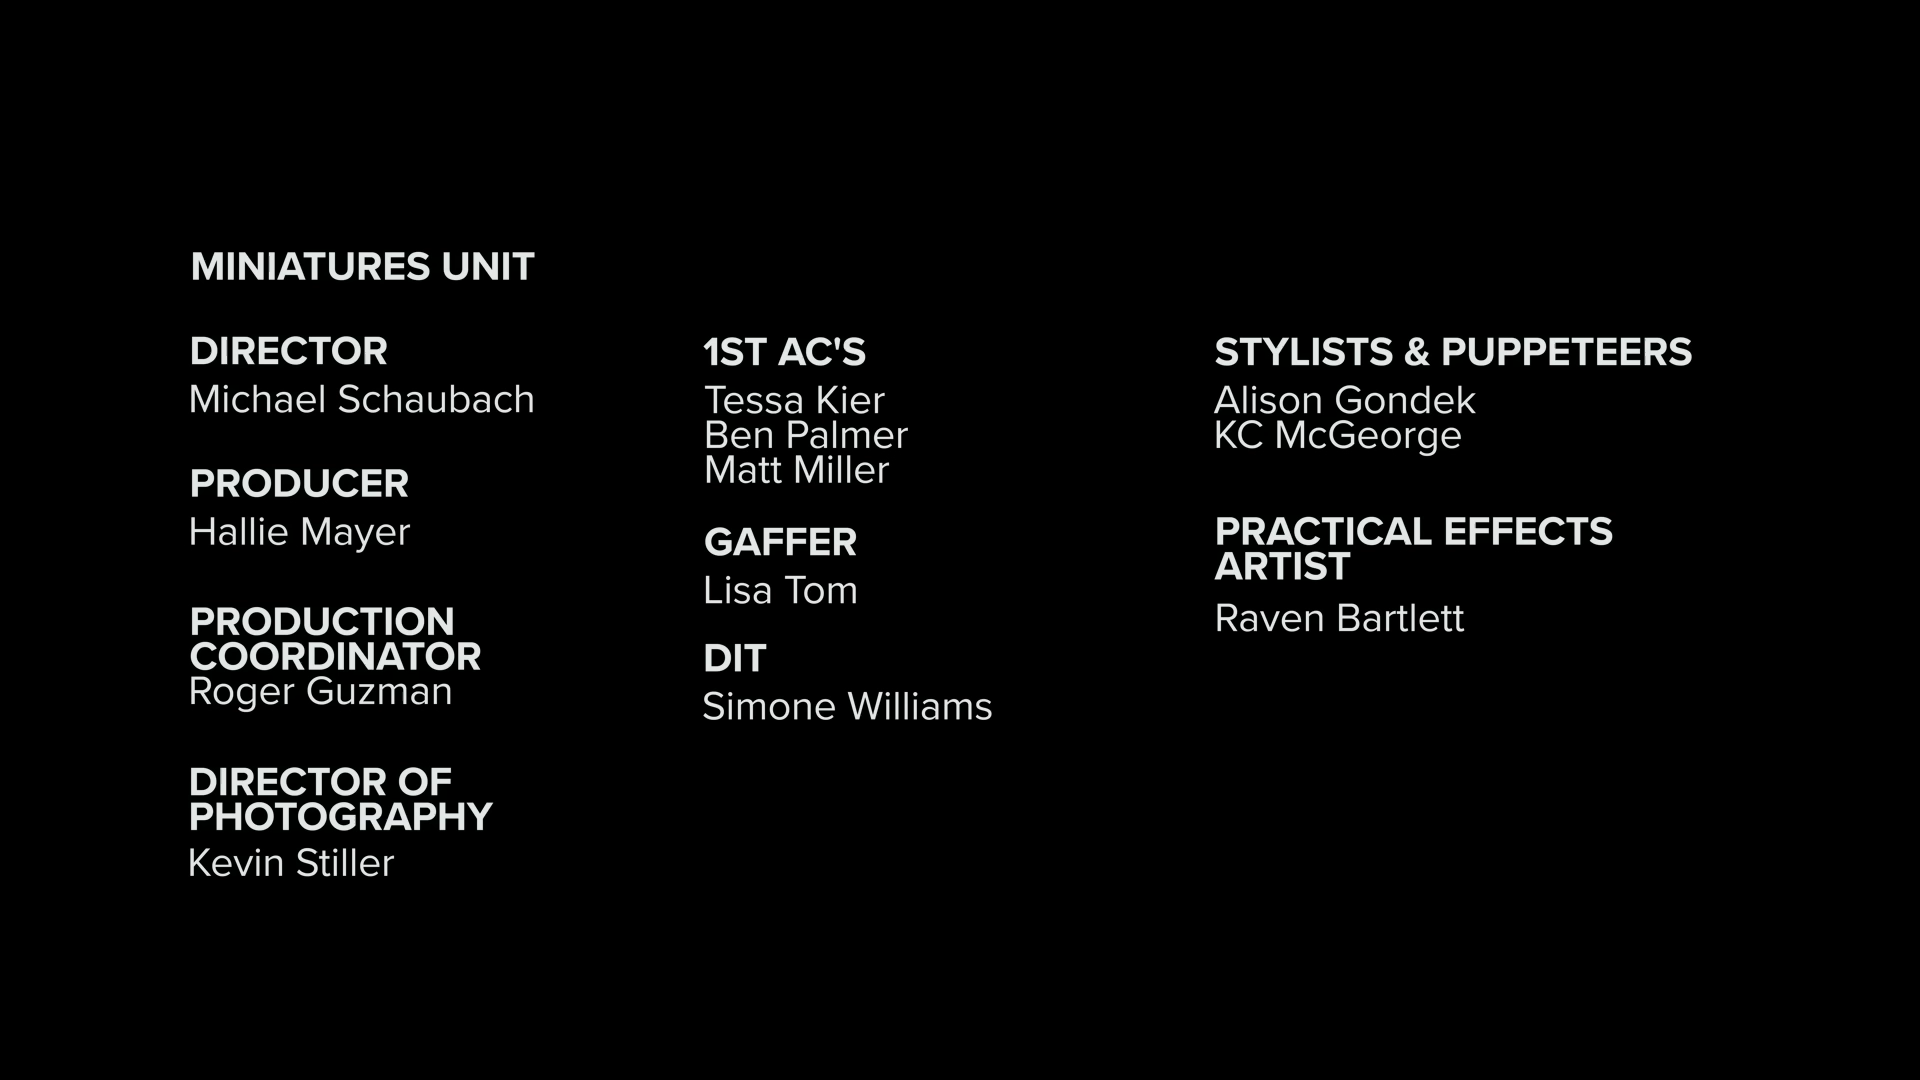 MINIATURES UNIT
DIRECTOR
Michael Schaubach
PRODUCER
Hallie Mayer
PRODUCTION
COORDINATOR
Roger Guzman
DIRECTOR OF
PHOTOGRAPHY
Kevin Stiller
1ST AC'S
Tessa Kier
Ben Palmer
Matt Miller
GAFFER
Lisa Tom
DIT
Simone Williams
STYLISTS & PUPPETEERS
Alison Gondek
KC McGeorge
PRACTICAL EFFECTS
ARTIST
Raven Bartlett